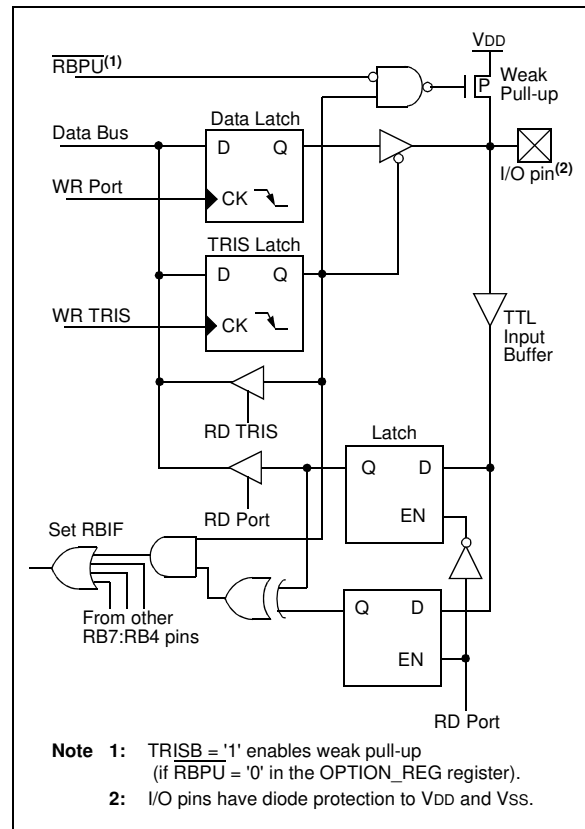 VDD
RBPU(1)
P
Weak
Pull-up
Data Latch
Data Bus
D Q
I/O pin(2)
WR Port
CK
TRIS Latch
D Q
TTL
Input
Buffer
WR TRIS
CK
RD TRIS
Latch
Q D
RD Port
EN
Set RBIF
Q D
From other
RB7:RB4 pins
EN
RD Port
Note 1: TRISB = '1' enables weak pull-up
(if RBPU = '0' in the OPTION_REG register).
2: I/O pins have diode protection to VDD and VSS.